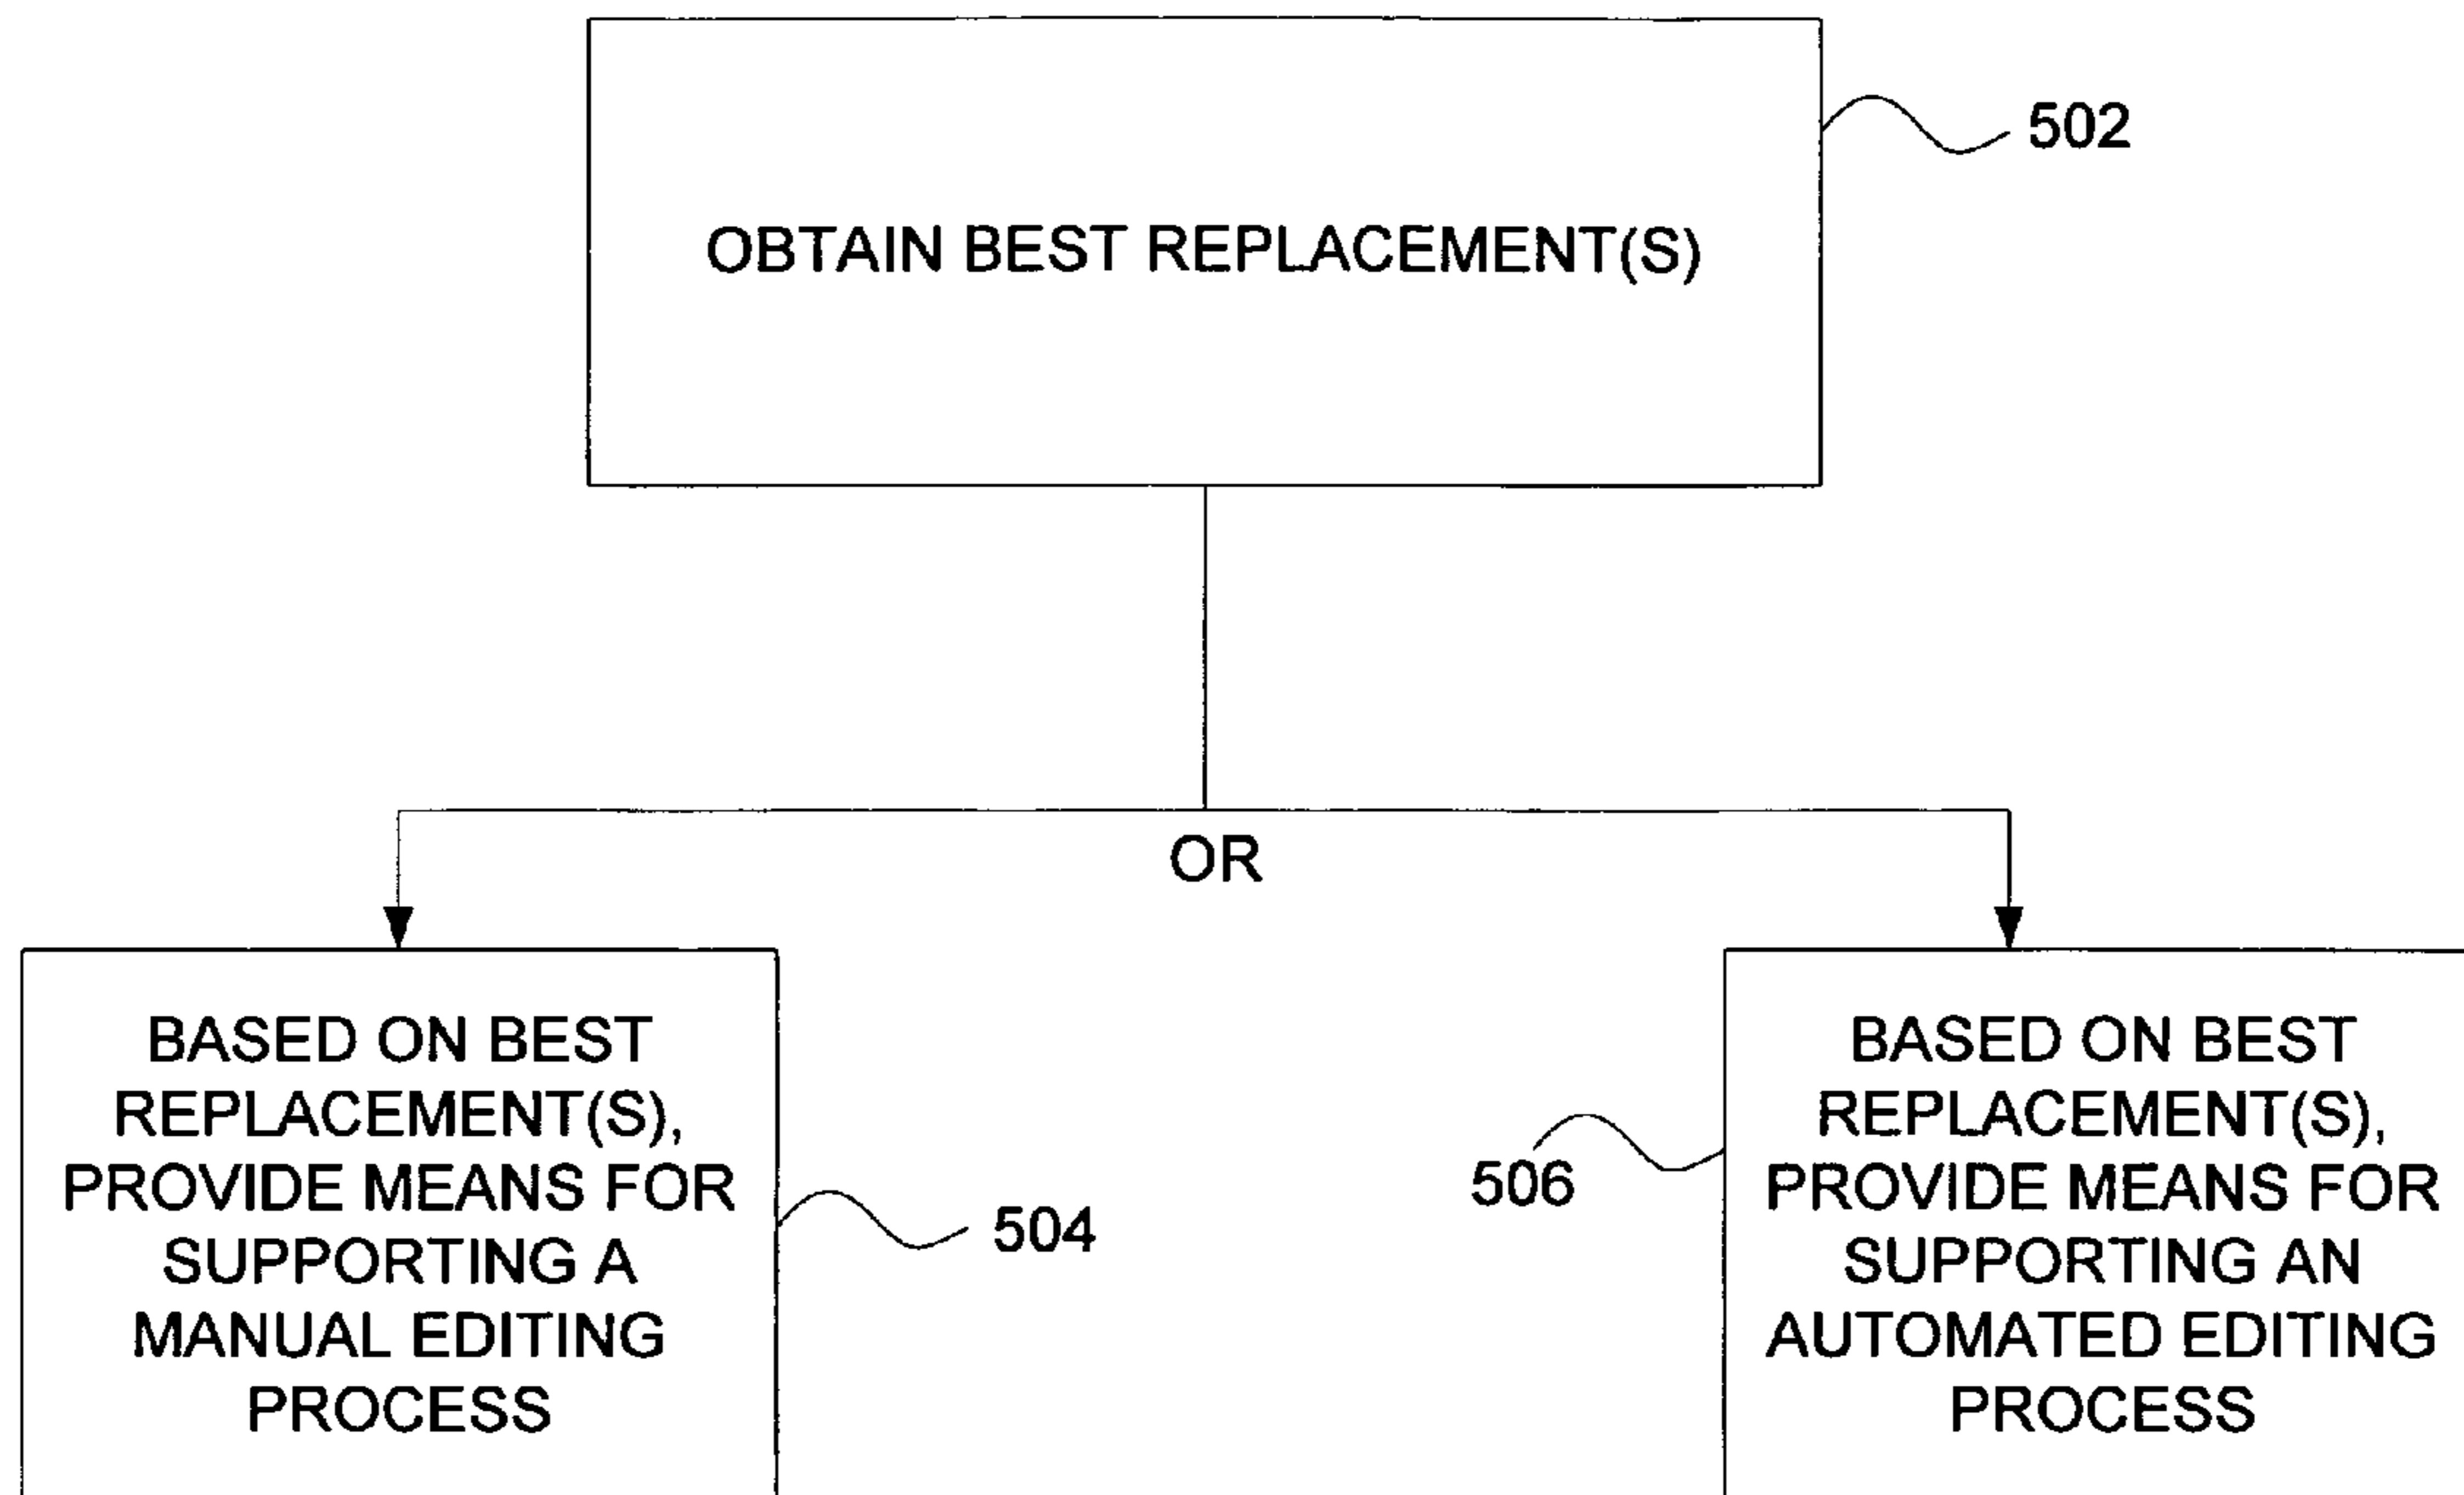 OBTAIN BEST REPLACEMENT(S)
502
OR
BASED ON BEST
REPLACEMENT(S),
PROVIDE MEANS FOR
SUPPORTING A
MANUAL EDITING
PROCESS
504
506
BASED ON BEST
REPLACEMENT(S),
PROVIDE MEANS FOR
SUPPORTING AN
AUTOMATED EDITING
PROCESS